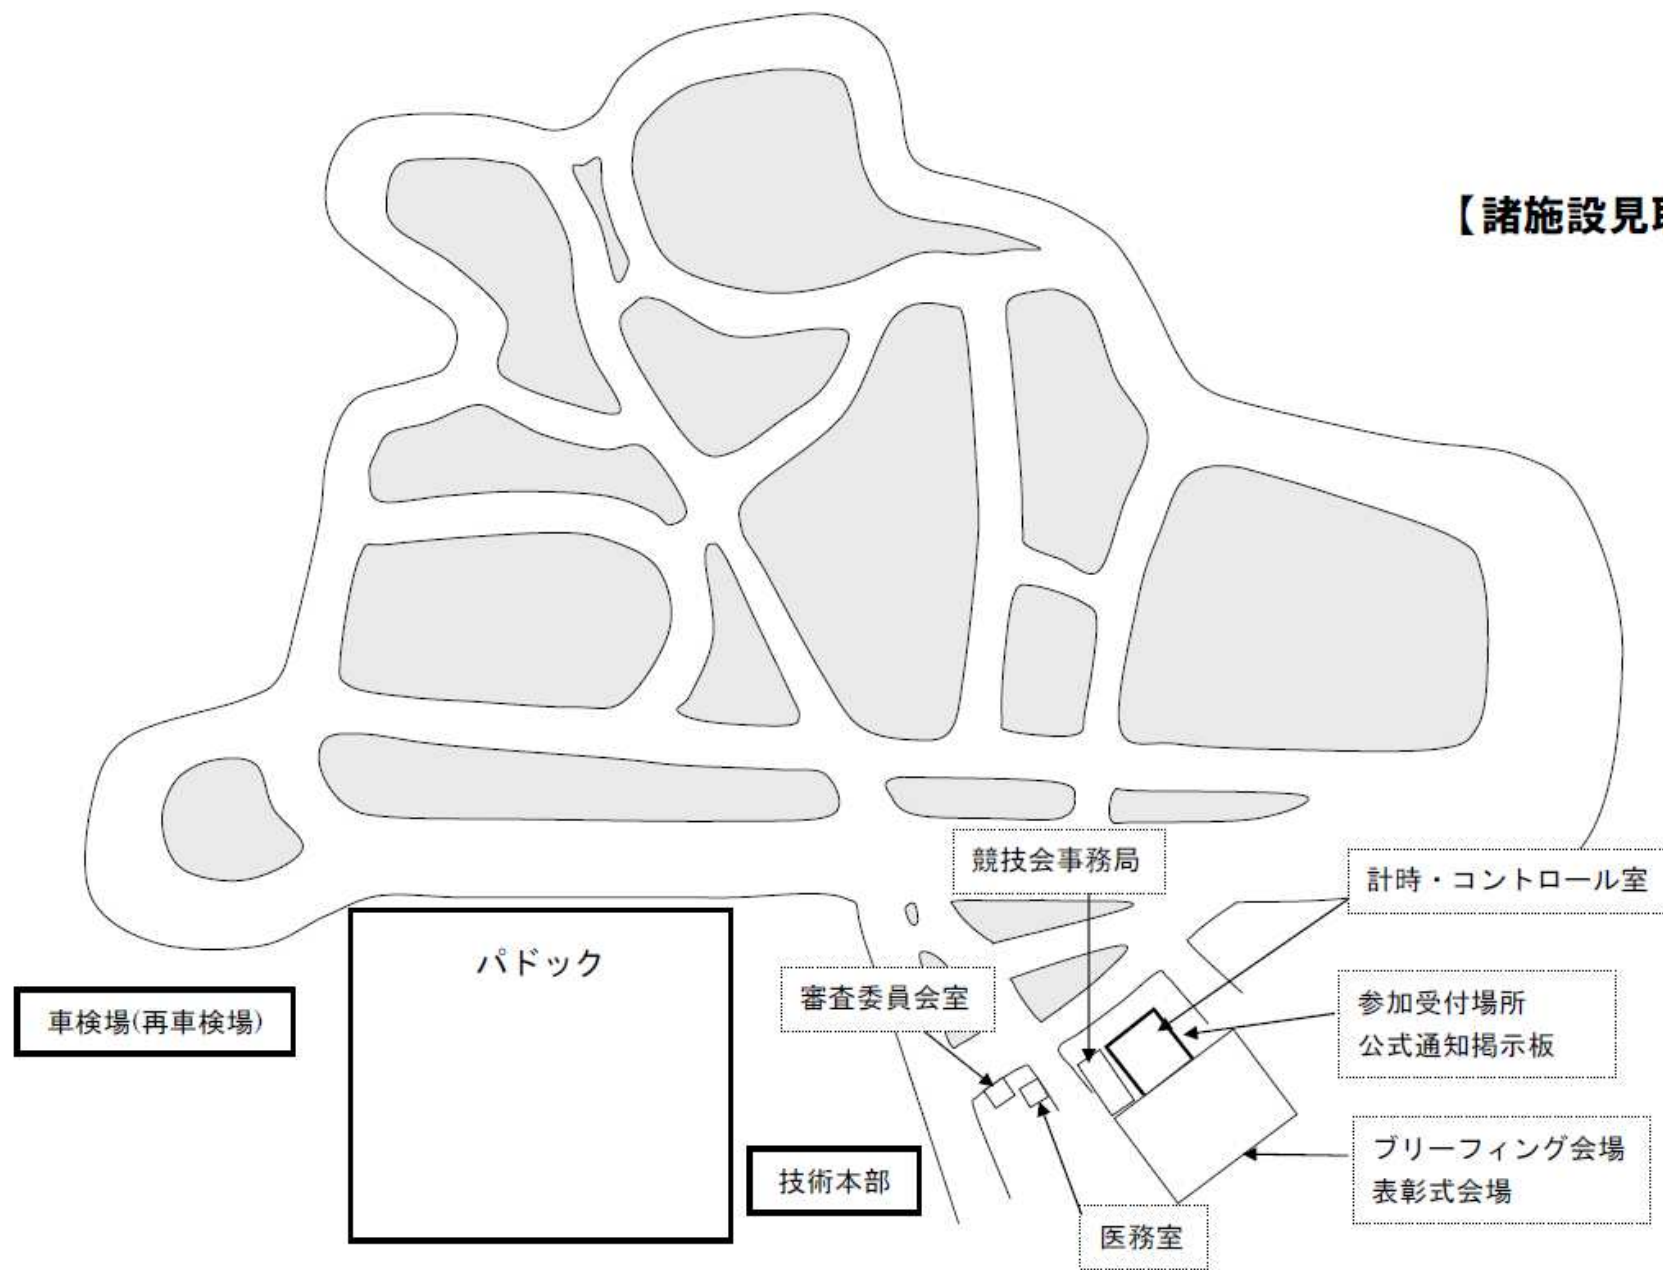 【諸施設見取
競技会事務局
計時・コントロール室
パドック
審査委員会室
車検場(再車検場)
参加受付場所
公式通知掲示板
技術本部
ブリーフィング会場
表彰式会場
医務室